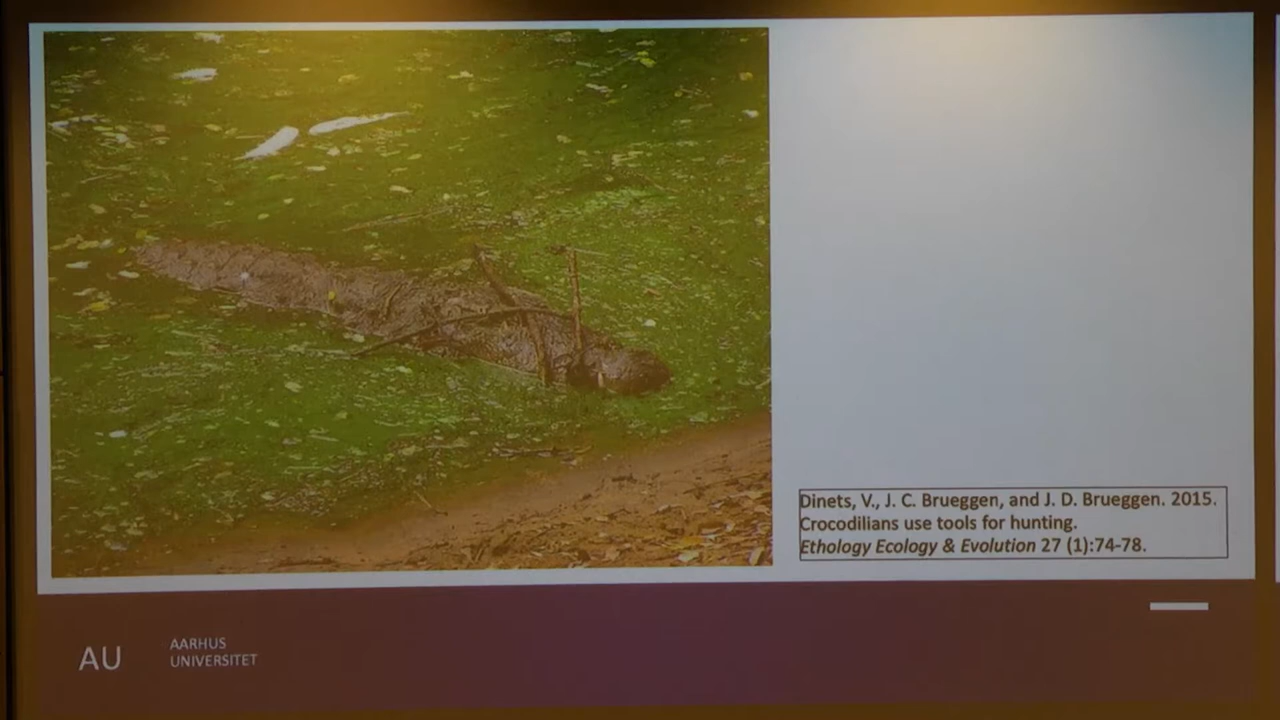 Dinets, V., J. C. Brueggen, and J. D. Brueggen. 2015.
Crocodilians use tools for hunting.
Ethology Ecology & Evolution 27 (1):74-78.
AU
AARHUS
UNIVERSITET